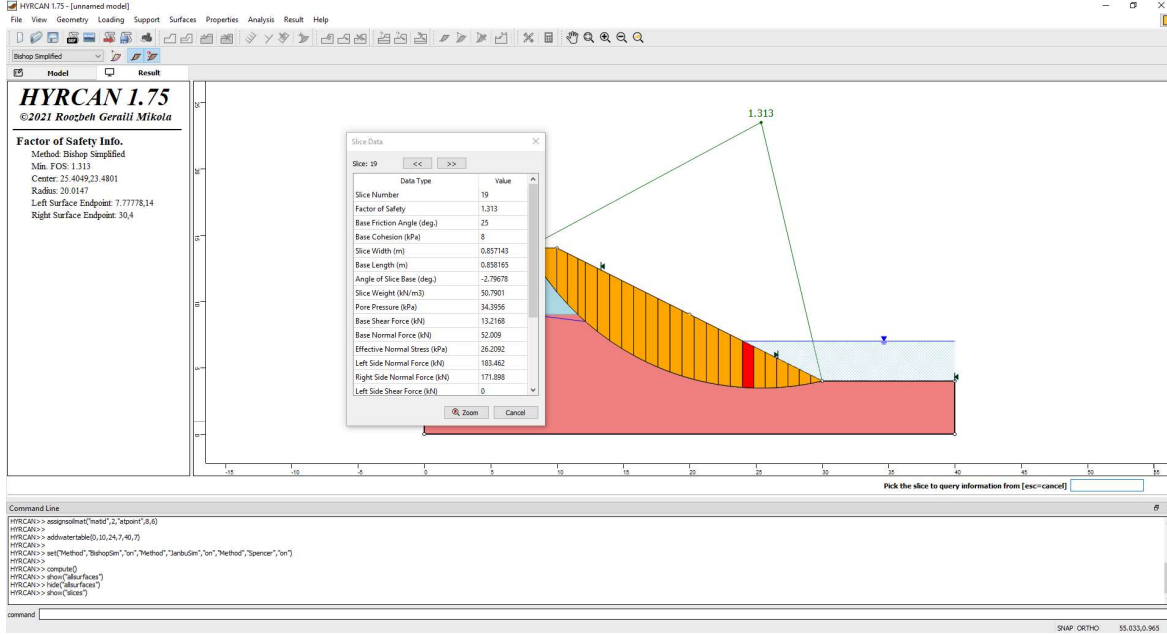 HYRCAN 1.75 - [unnamed model]
File View Geometry Loading Support Surfaces Properties Analysis Result Help
Bishop Simplified
Model Result
HYRCAN 1.75
©2021 Roozbeh Geraili Mikola
Factor of Safety Info.
Method: Bishop Simplified
Min. FOS: 1.313
Center: 25.4049,23.4801
Radius: 20.0147
Left Surface Endpoint: 7.77778,14
Right Surface Endpoint: 30,4
25
20
15
10
5
0
1.313
Slice Data
Slice: 19 << >>
Data Type Value
Slice Number 19
Factor of Safety 1.313
Base Friction Angle (deg.) 25
Base Cohesion (kPa) 8
Slice Width (m) 0.857143
Base Length (m) 0.858165
Angle of Slice Base (deg.) -2.79678
Slice Weight (kN/m3) 50.7901
Pore Pressure (kPa) 34.3956
Base Shear Force (kN) 13.2168
Base Normal Force (kN) 52.009
Effective Normal Stress (kPa) 26.2092
Left Side Normal Force (kN) 183.462
Right Side Normal Force (kN) 171.898
Left Side Shear Force (kN) 0
Zoom Cancel
-15 -10 -5 0 5 10 15 20 25 30 35 40 45 50 55
Pick the slice to query information from [esc=cancel]
Command Line
HYRCAN>> assignsoilmat("matid",2,"atpoint",8,6)
HYRCAN>>
HYRCAN>> addwatertable(0,10,24,7,40,7)
HYRCAN>>
HYRCAN>> set("Method","BishopSim","on","Method","JanbuSim","on","Method","Spencer","on")
HYRCAN>>
HYRCAN>> compute()
HYRCAN>> show("allsurfaces")
HYRCAN>> hide("allsurfaces")
HYRCAN>> show("slices")
command
SNAP ORTHO 55.033,0.965